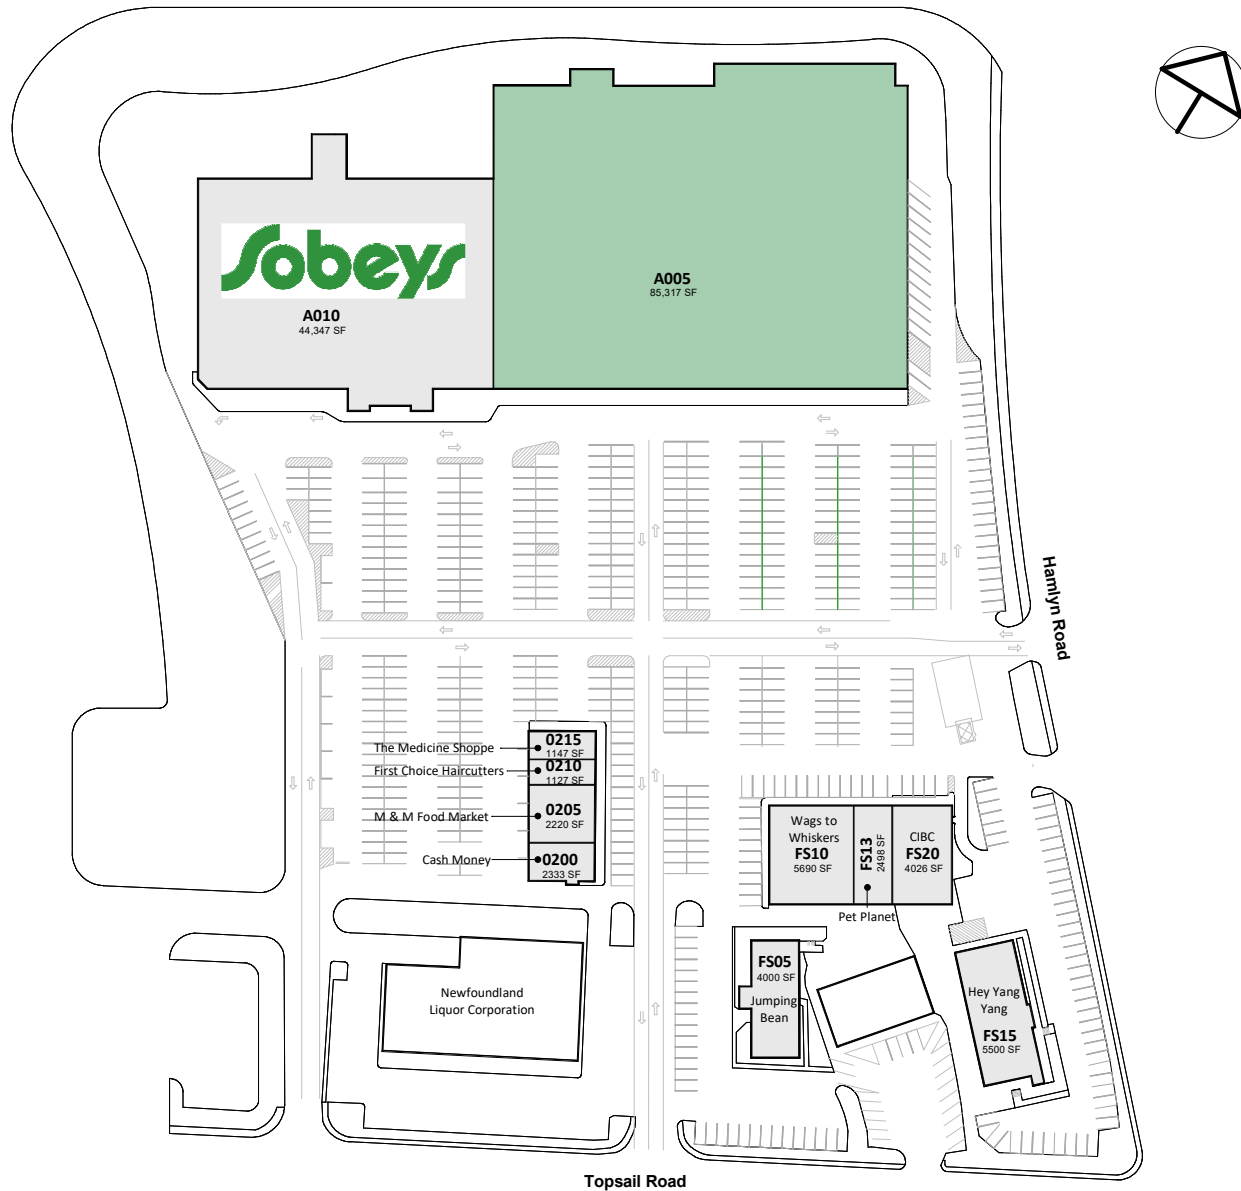 Sobeys
A010
44,347 SF
A005
85,317 SF
Hamlyn Road
The Medicine Shoppe
0215
1147 SF
First Choice Haircutters
0210
1127 SF
M & M Food Market
0205
2220 SF
Cash Money
0200
2333 SF
Wags to
Whiskers
FS10
5690 SF
FS13
2498 SF
Pet Planet
CIBC
FS20
4026 SF
Newfoundland
Liquor Corporation
FS05
4000 SF
Jumping
Bean
Hey Yang
Yang
FS15
5500 SF
Topsail Road